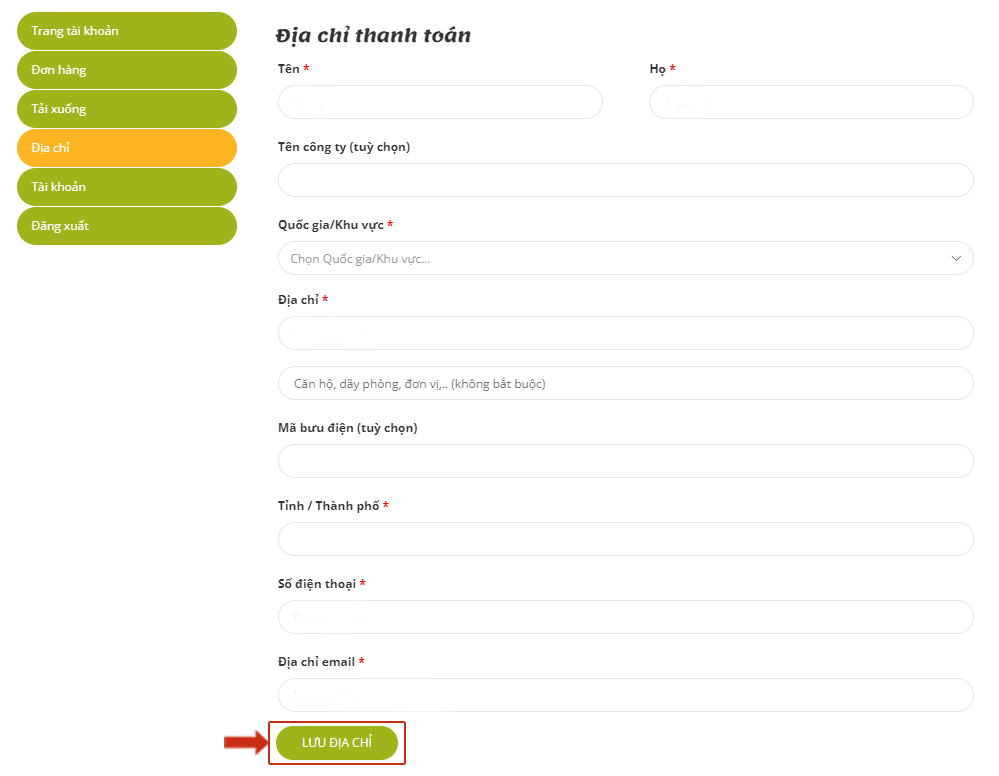 Trang tài khoản
Đơn hàng
Tải xuống
Địa chỉ
Tài khoản
Đăng xuất
Địa chỉ thanh toán
Tên *
Họ *
Tên công ty (tuỳ chọn)
Quốc gia/Khu vực *
Chọn Quốc gia/Khu vực...
Địa chỉ *
Căn hộ, dãy phòng, đơn vị,.. (không bắt buộc)
Mã bưu điện (tuỳ chọn)
Tỉnh / Thành phố *
Số điện thoại *
Địa chỉ email *
LƯU ĐỊA CHỈ